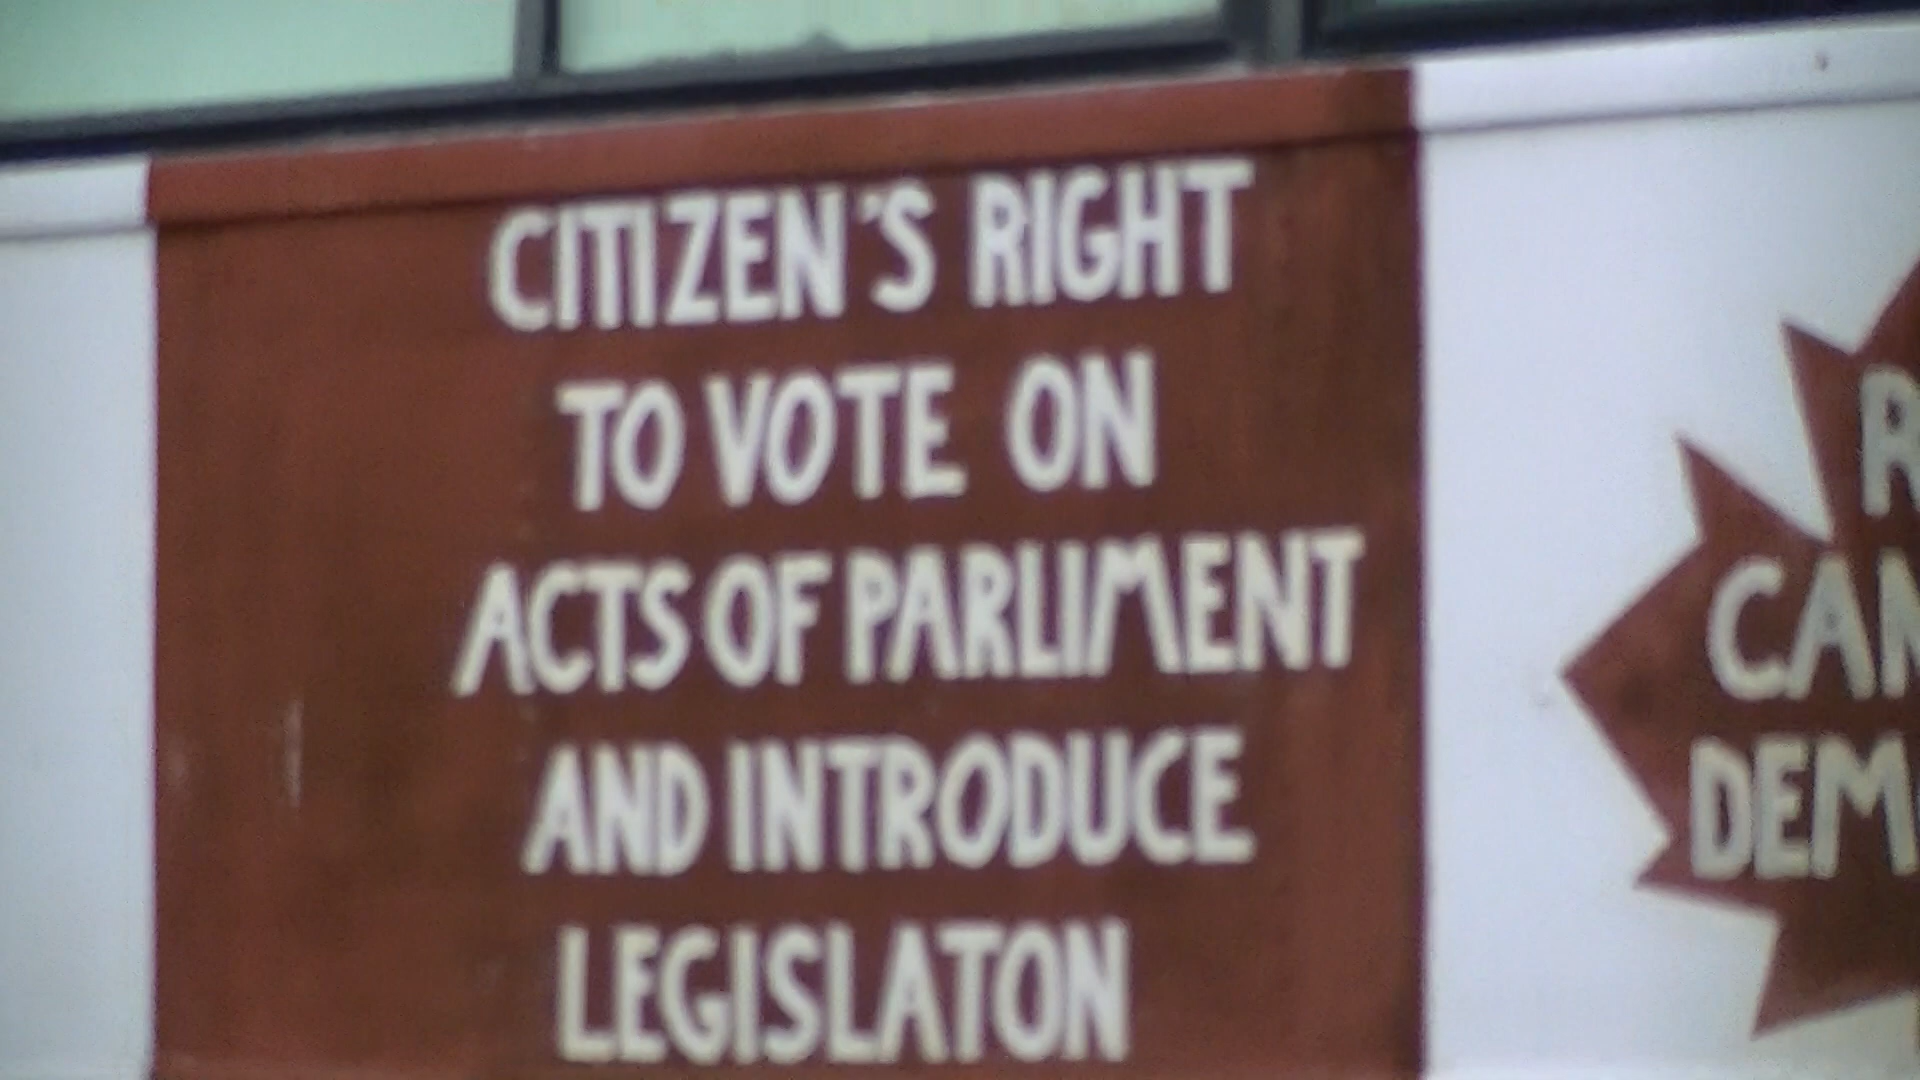 CITIZEN'S RIGHT
TO VOTE ON
ACTS OF PARLIMENT
AND INTRODUCE
LEGISLATON